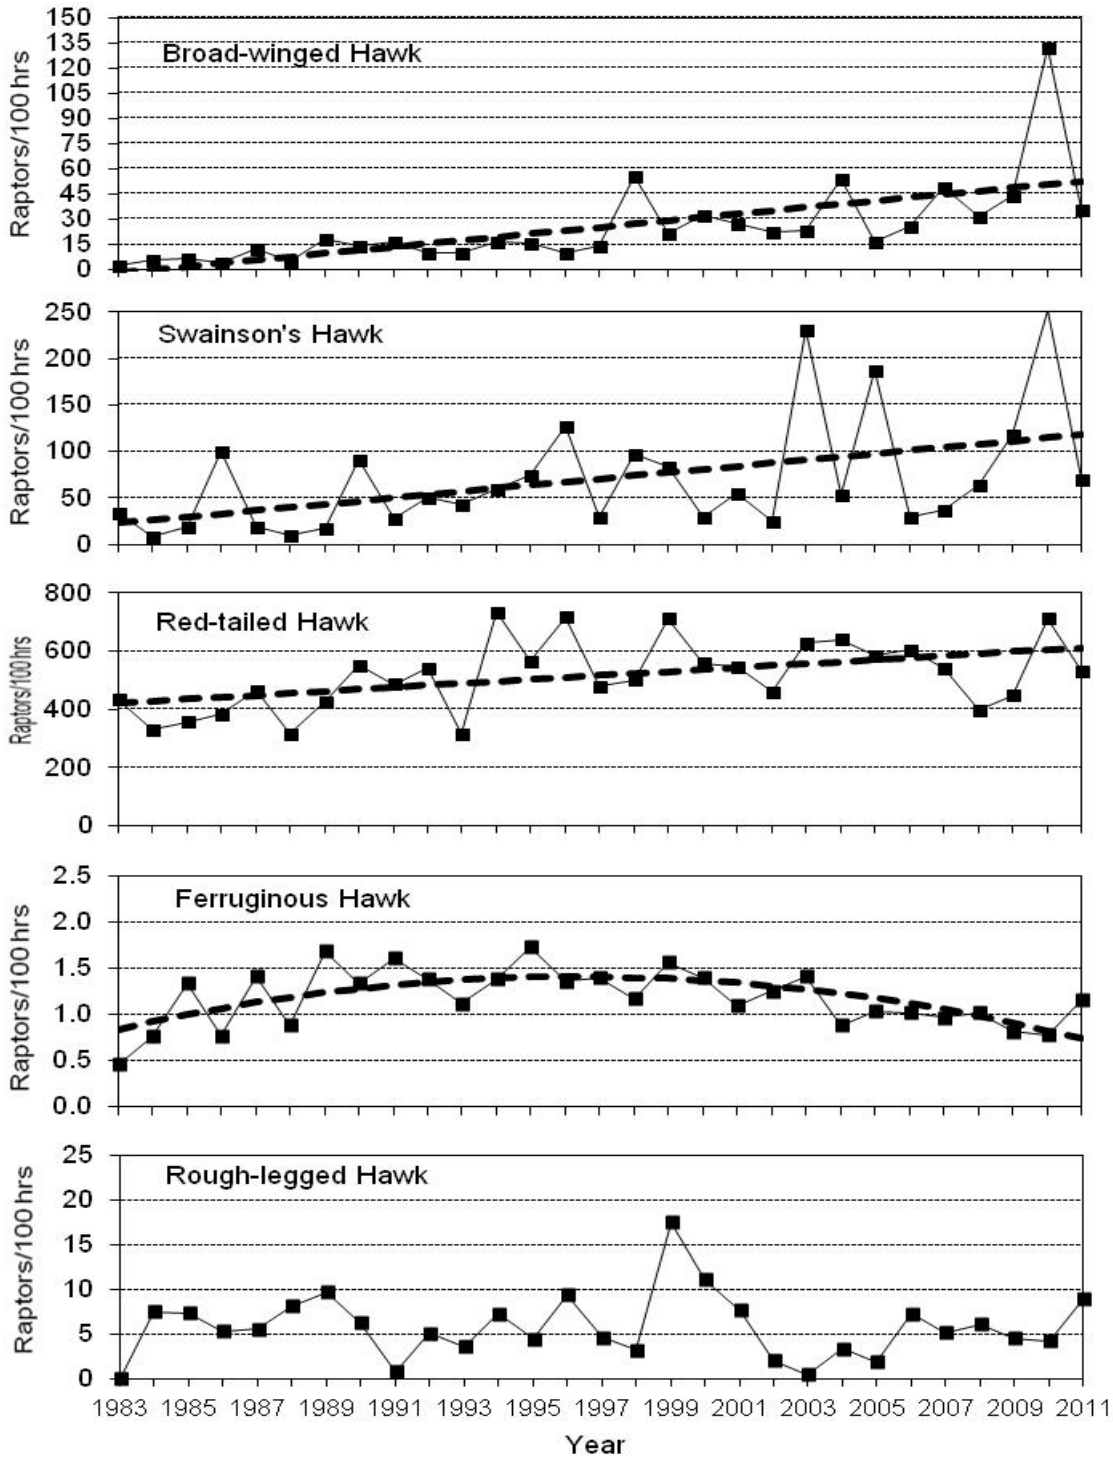 Broad-winged Hawk
Raptors/100 hrs
150
135
120
105
90
75
60
45
30
15
0
Swainson's Hawk
Raptors/100 hrs
250
200
150
100
50
0
Red-tailed Hawk
Raptors/100 hrs
800
600
400
200
0
Ferruginous Hawk
Raptors/100 hrs
2.5
2.0
1.5
1.0
0.5
0.0
Rough-legged Hawk
Raptors/100 hrs
25
20
15
10
5
0
1983 1985 1987 1989 1991 1993 1995 1997 1999 2001 2003 2005 2007 2009 2011
Year